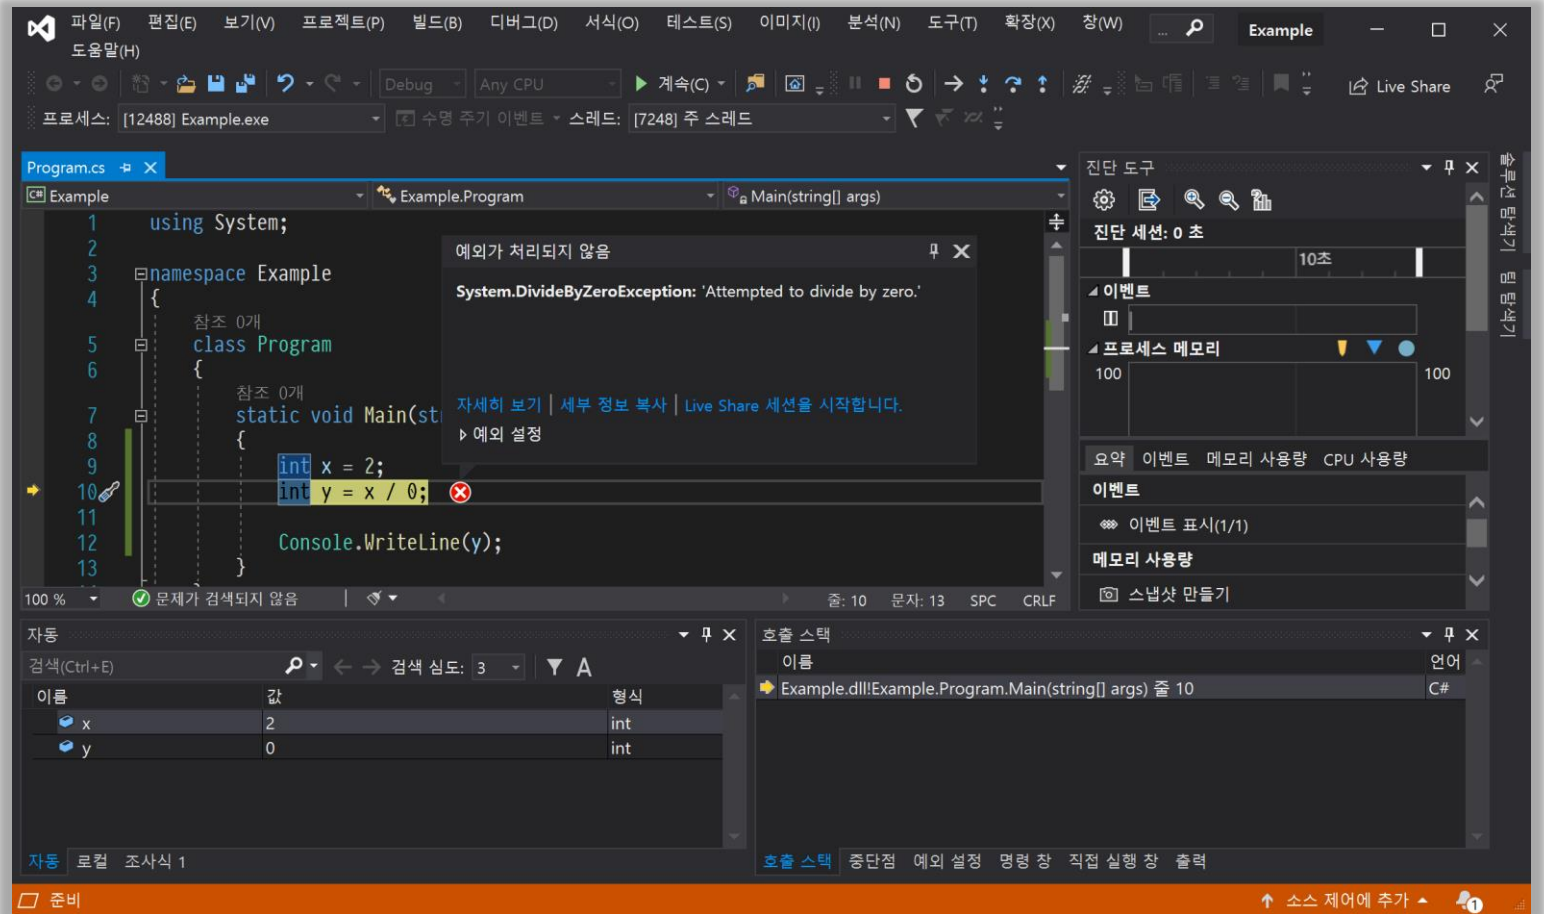 파일(F) 편집(E) 보기(V) 프로젝트(P) 빌드(B) 디버그(D) 서식(O) 테스트(S) 이미지(I) 분석(N) 도구(T) 확장(X) 창(W) ... Example
도움말(H)
Debug Any CPU 계속(C) Live Share
프로세스: [12488] Example.exe 수명 주기 이벤트 스레드: [7248] 주 스레드
Program.cs
C# Example Example.Program Main(string[] args)
1 using System;
2
3 namespace Example
4 {
참조 0개
5 class Program
6 {
참조 0개
7 static void Main(str
8 {
9 int x = 2;
10 int y = x / 0;
11
12 Console.WriteLine(y);
13 }
예외가 처리되지 않음
System.DivideByZeroException: 'Attempted to divide by zero.'
자세히 보기 | 세부 정보 복사 | Live Share 세션을 시작합니다.
예외 설정
100 % 문제가 검색되지 않음 줄: 10 문자: 13 SPC CRLF
진단 도구
진단 세션: 0 초
10초
이벤트
프로세스 메모리
100 100
요약 이벤트 메모리 사용량 CPU 사용량
이벤트
이벤트 표시(1/1)
메모리 사용량
스냅샷 만들기
솔루션 탐색기
팀 탐색기
자동
검색(Ctrl+E) 검색 심도: 3 A
이름 값 형식
x 2 int
y 0 int
자동 로컬 조사식 1
호출 스택
이름 언어
Example.dll!Example.Program.Main(string[] args) 줄 10 C#
호출 스택 중단점 예외 설정 명령 창 직접 실행 창 출력
준비 소스 제어에 추가 1